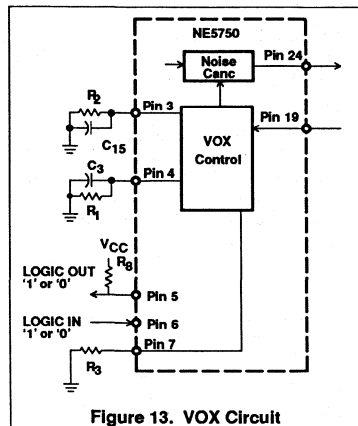 NE5750
Noise
Canc
Pin 24
R2
Pin 3
Pin 19
C15
VOX
Control
C3
Pin 4
R1
VCC
R8
LOGIC OUT
'1' or '0'
Pin 5
LOGIC IN
'1' or '0'
Pin 6
Pin 7
R3
Figure 13. VOX Circuit